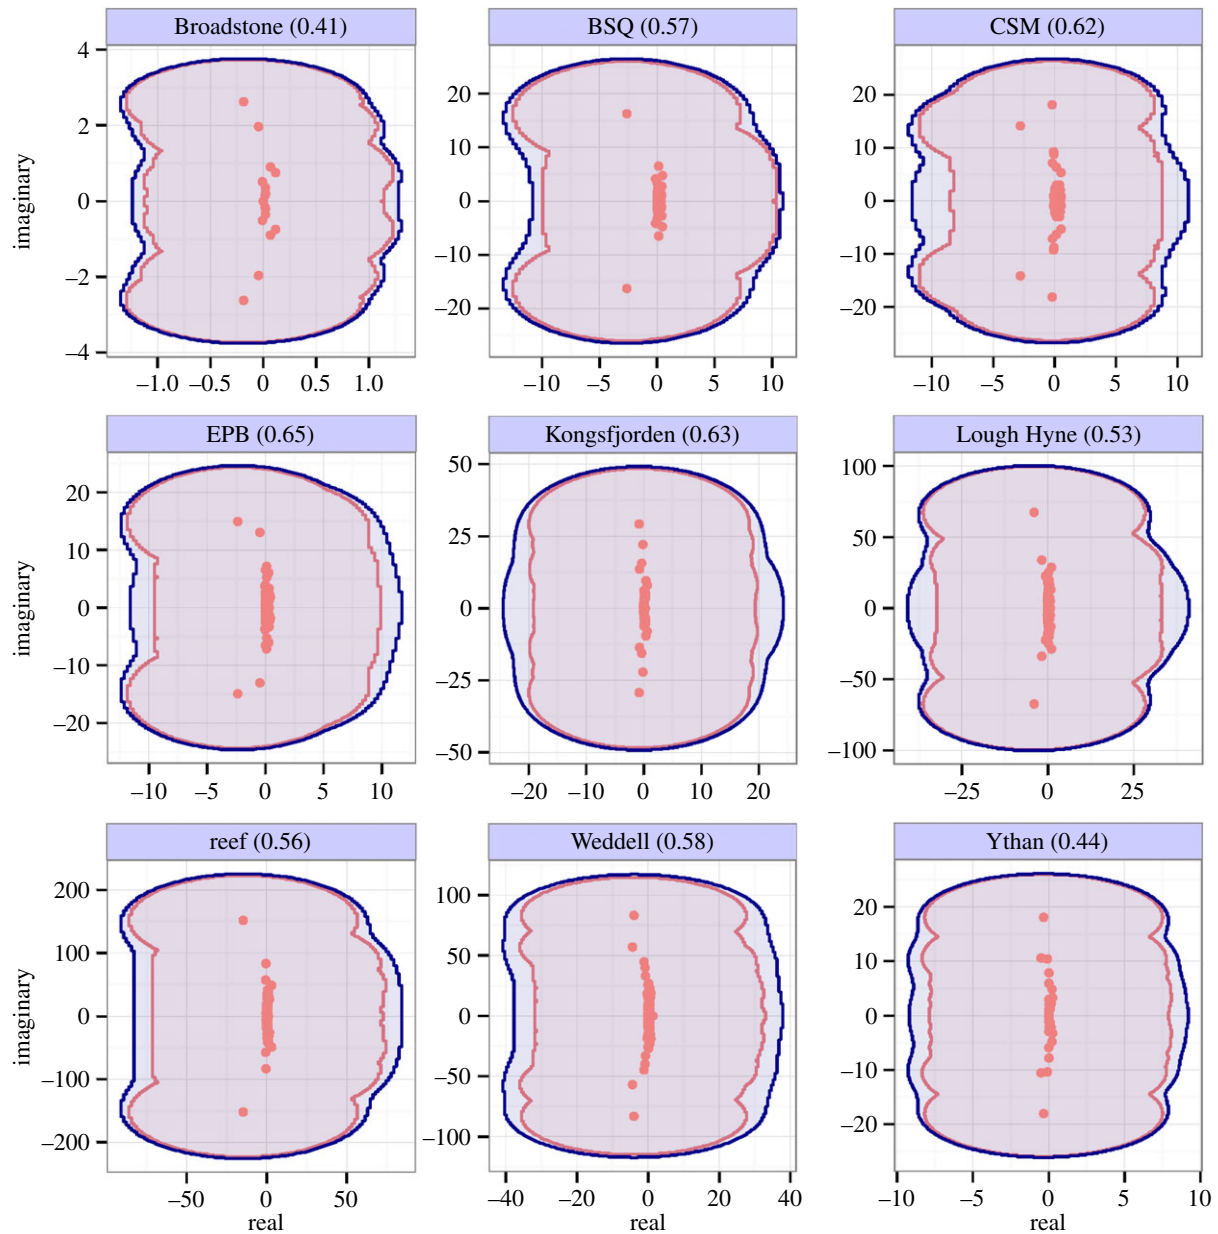 Broadstone (0.41) BSQ (0.57) CSM (0.62)
4
2
0
–2
–4
imaginary
–1.0 –0.5 0 0.5 1.0
20
10
0
–10
–20
–10 –5 0 5 10
20
10
0
–10
–20
–10 –5 0 5 10
EPB (0.65) Kongsfjorden (0.63) Lough Hyne (0.53)
20
10
0
–10
–20
imaginary
–10 –5 0 5 10
50
25
0
–25
–50
–20 –10 0 10 20
100
50
0
–50
–100
–25 0 25
reef (0.56) Weddell (0.58) Ythan (0.44)
200
100
0
–100
–200
imaginary
–50 0 50
real
100
50
0
–50
–100
–40 –20 0 20 40
real
20
10
0
–10
–20
–10 –5 0 5 10
real